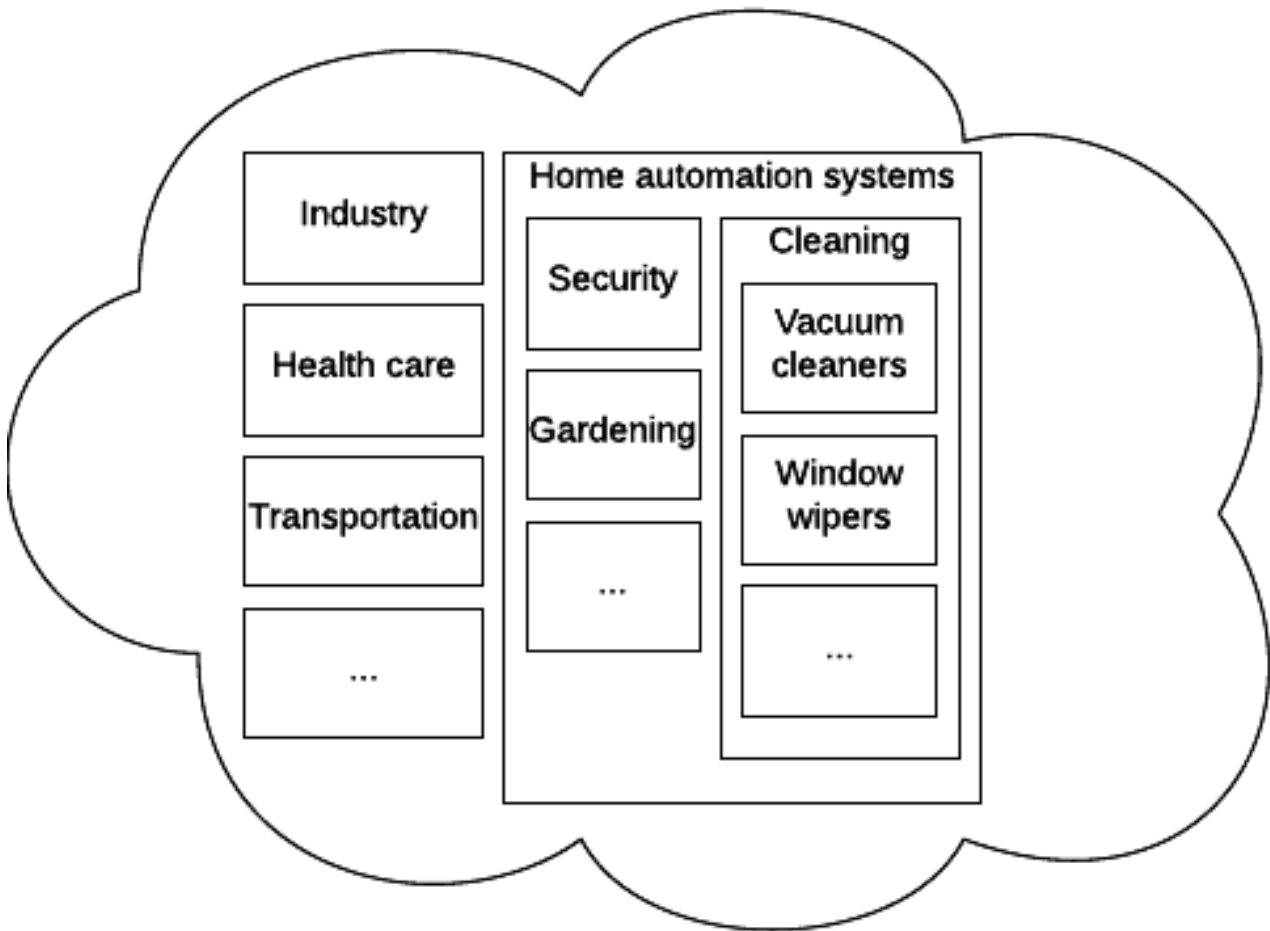 Industry
Health care
Transportation
...
Home automation systems
Security
Gardening
...
Cleaning
Vacuum
cleaners
Window
wipers
...